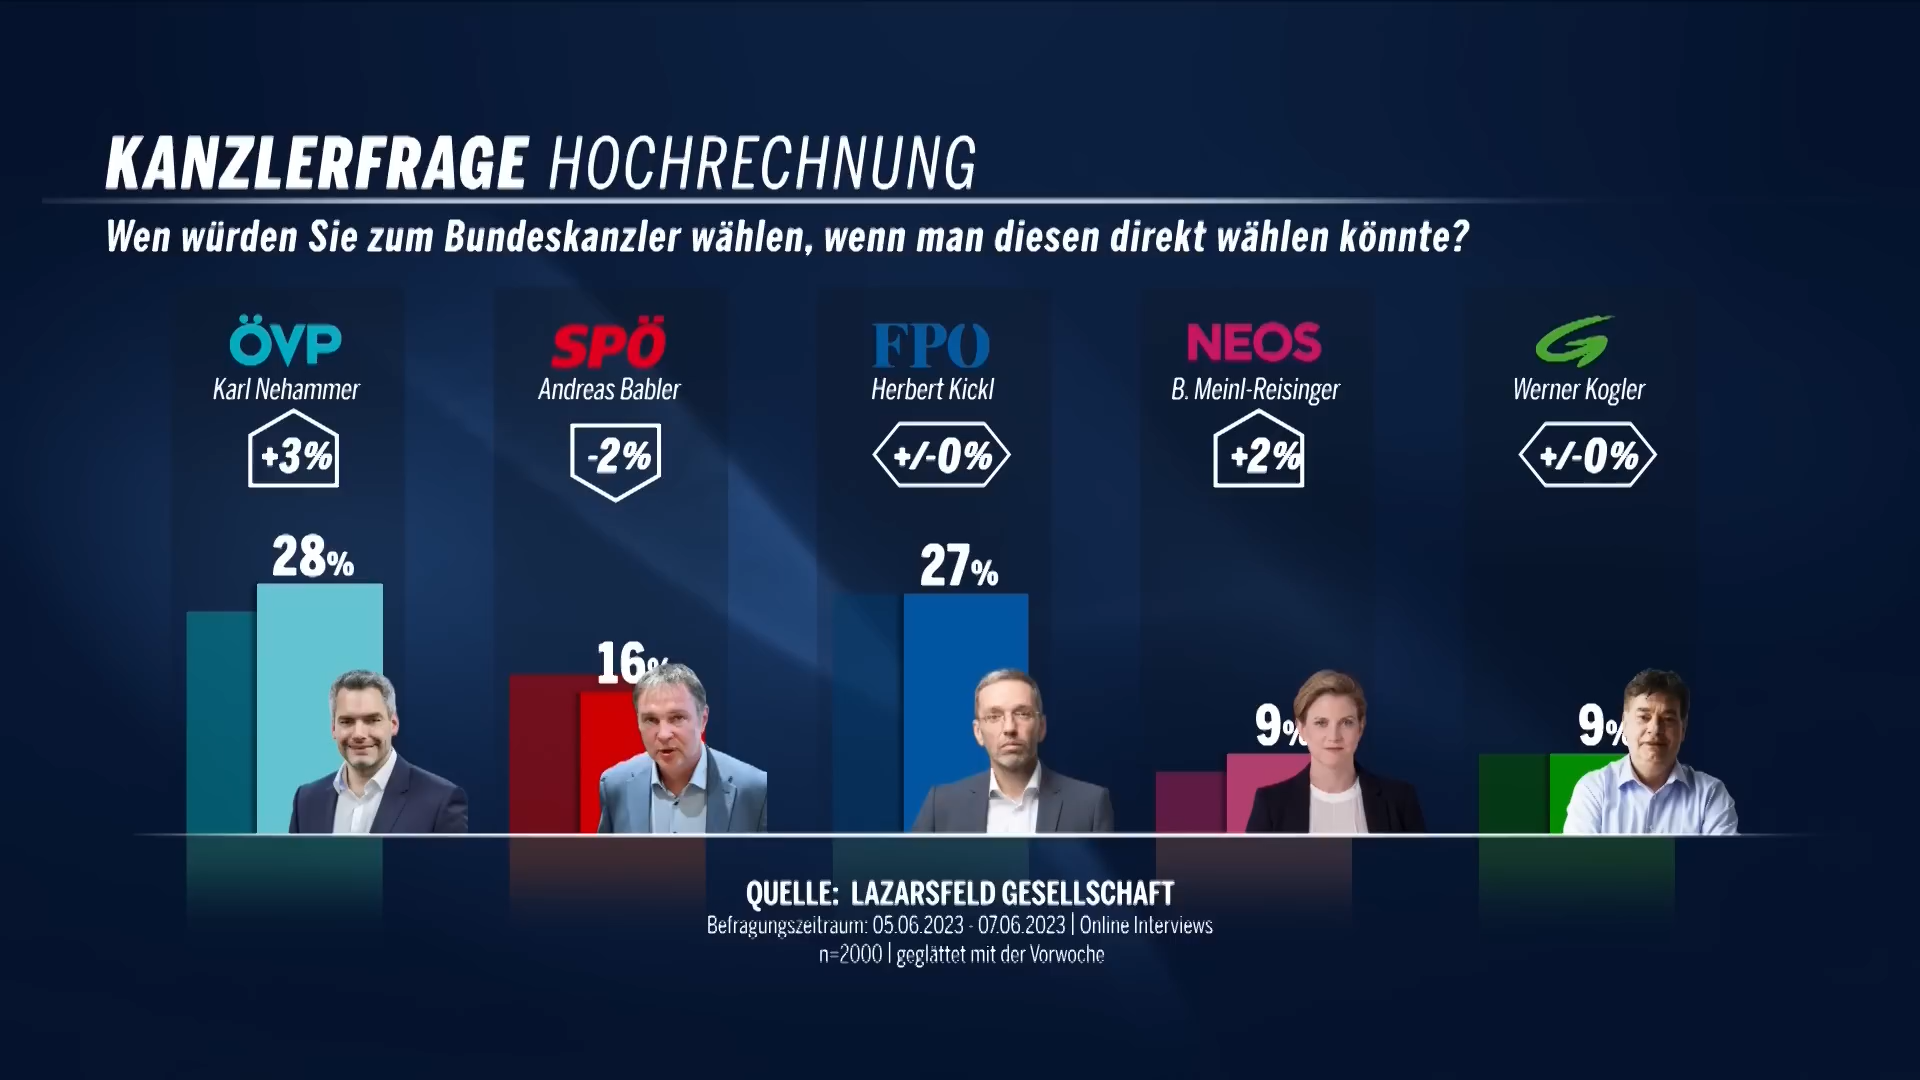 KANZLERFRAGE HOCHRECHNUNG
Wen würden Sie zum Bundeskanzler wählen, wenn man diesen direkt wählen könnte?
ÖVP SPÖ FPÖ NEOS G
Karl Nehammer Andreas Babler Herbert Kickl B. Meinl-Reisinger Werner Kogler
+3% -2% +/-0% +2% +/-0%
28% 16% 27% 9% 9%
QUELLE: LAZARSFELD GESELLSCHAFT
Befragungszeitraum: 05.06.2023 - 07.06.2023 | Online Interviews
n=2000 | geglättet mit der Vorwoche